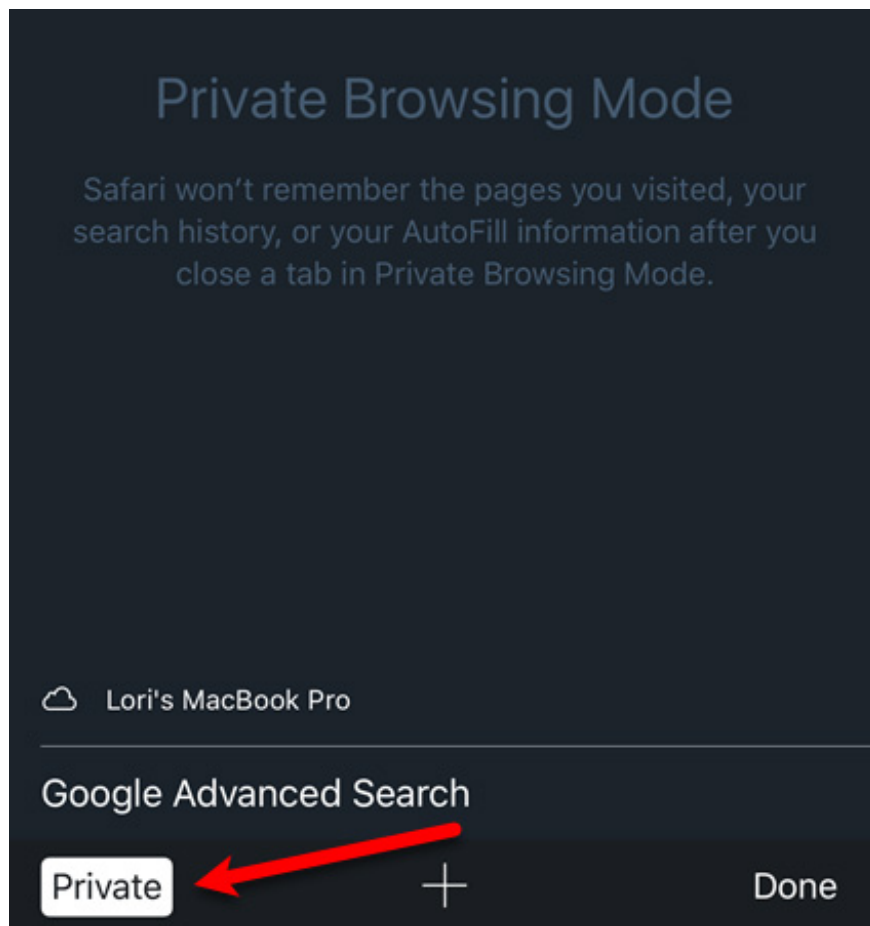 Private Browsing Mode
Safari won’t remember the pages you visited, your
search history, or your AutoFill information after you
close a tab in Private Browsing Mode.
Lori's MacBook Pro
Google Advanced Search
Private
Done